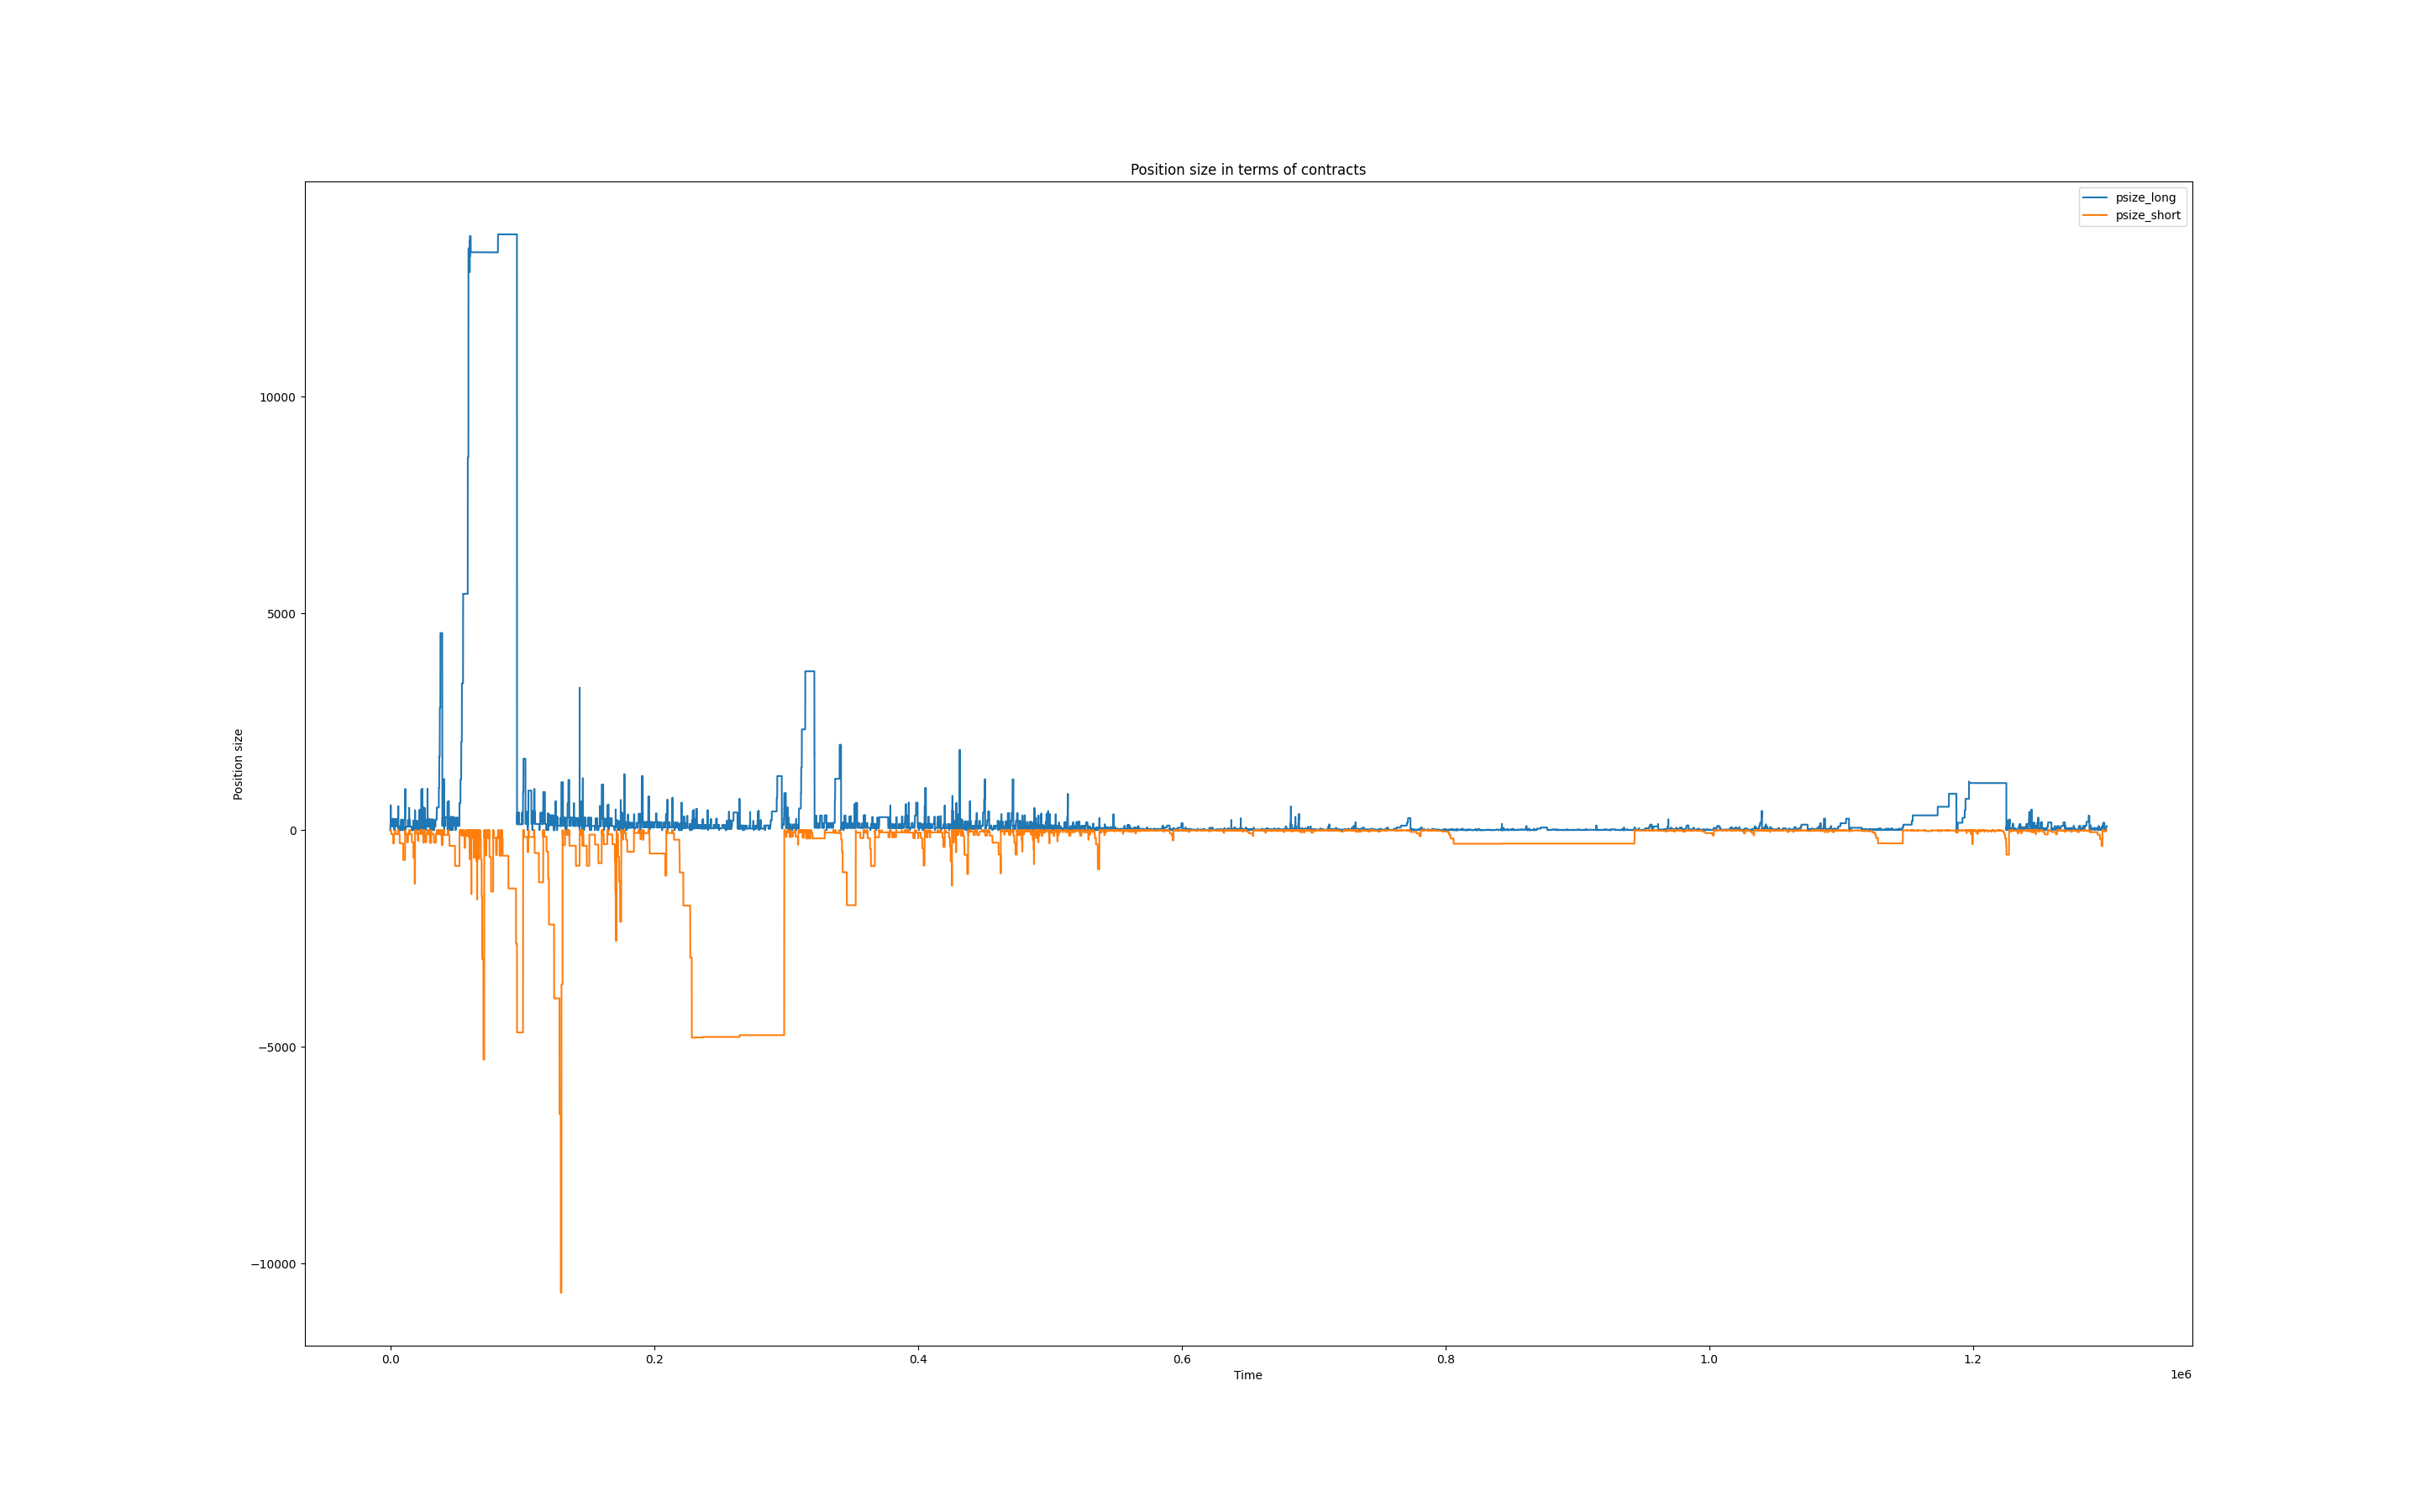 Position size in terms of contracts
psize_long
psize_short
Position size
10000
5000
0
−5000
−10000
0.0
0.2
0.4
0.6
0.8
1.0
1.2
Time
1e6